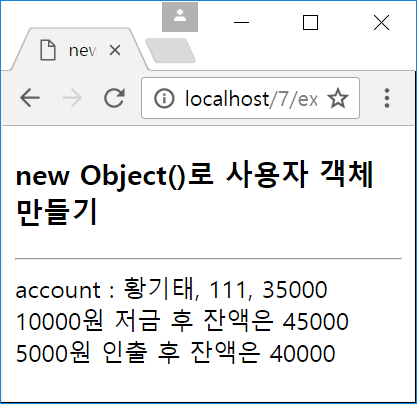 new
localhost/7/ex
new Object()로 사용자 객체
만들기
account : 황기태, 111, 35000
10000원 저금 후 잔액은 45000
5000원 인출 후 잔액은 40000